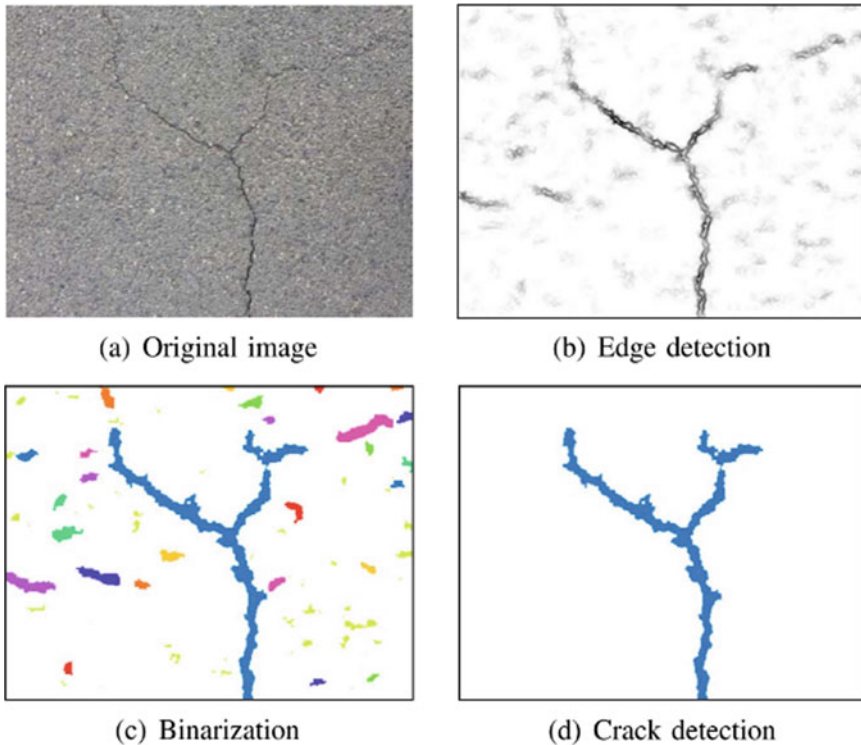 (a) Original image
(b) Edge detection
(c) Binarization
(d) Crack detection